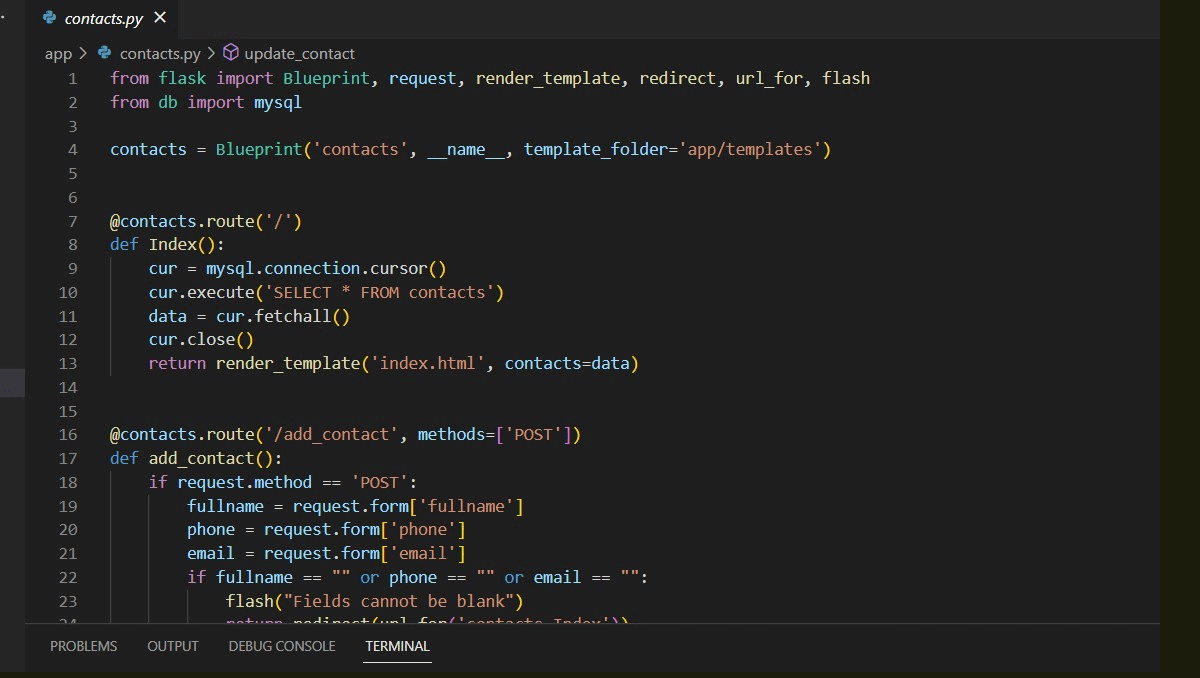 contacts.py ×
app > contacts.py > update_contact
1 from flask import Blueprint, request, render_template, redirect, url_for, flash
2 from db import mysql
3
4 contacts = Blueprint('contacts', __name__, template_folder='app/templates')
5
6
7 @contacts.route('/')
8 def Index():
9     cur = mysql.connection.cursor()
10     cur.execute('SELECT * FROM contacts')
11     data = cur.fetchall()
12     cur.close()
13     return render_template('index.html', contacts=data)
14
15
16 @contacts.route('/add_contact', methods=['POST'])
17 def add_contact():
18     if request.method == 'POST':
19         fullname = request.form['fullname']
20         phone = request.form['phone']
21         email = request.form['email']
22         if fullname == "" or phone == "" or email == "":
23             flash("Fields cannot be blank")
24             return redirect(url_for('contacts.Index'))
PROBLEMS OUTPUT DEBUG CONSOLE TERMINAL